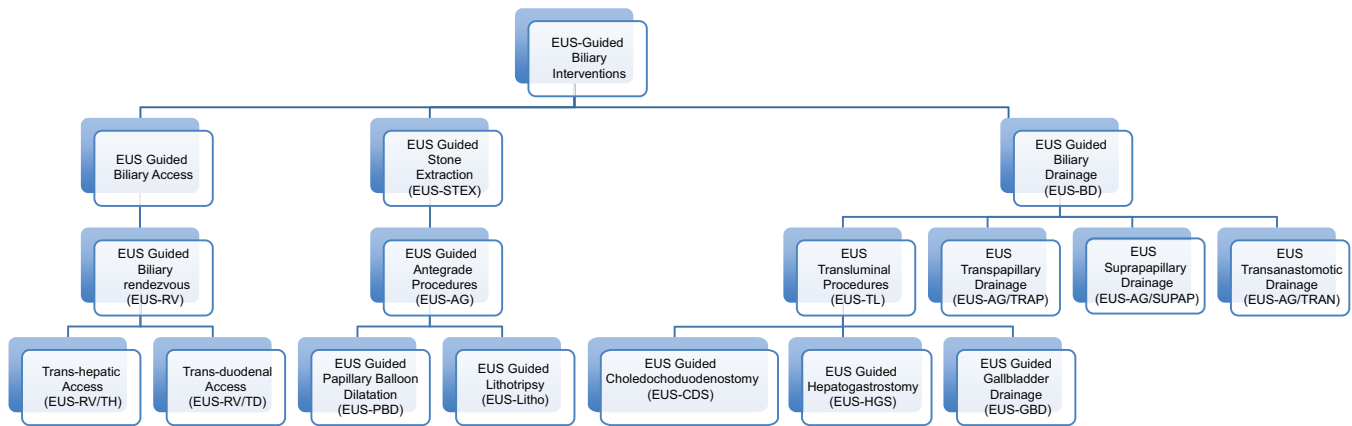 EUS-Guided
Biliary
Interventions
EUS Guided
Biliary Access
EUS Guided
Stone
Extraction
(EUS-STEX)
EUS Guided
Biliary
Drainage
(EUS-BD)
EUS Guided
Biliary
rendezvous
(EUS-RV)
EUS Guided
Antegrade
Procedures
(EUS-AG)
EUS
Transluminal
Procedures
(EUS-TL)
EUS
Transpapillary
Drainage
(EUS-AG/TRAP)
EUS
Suprapapillary
Drainage
(EUS-AG/SUPAP)
EUS
Transanastomotic
Drainage
(EUS-AG/TRAN)
Trans-hepatic
Access
(EUS-RV/TH)
Trans-duodenal
Access
(EUS-RV/TD)
EUS Guided
Papillary Balloon
Dilatation
(EUS-PBD)
EUS Guided
Lithotripsy
(EUS-Litho)
EUS Guided
Choledochoduodenostomy
(EUS-CDS)
EUS Guided
Hepatogastrostomy
(EUS-HGS)
EUS Guided
Gallbladder
Drainage
(EUS-GBD)